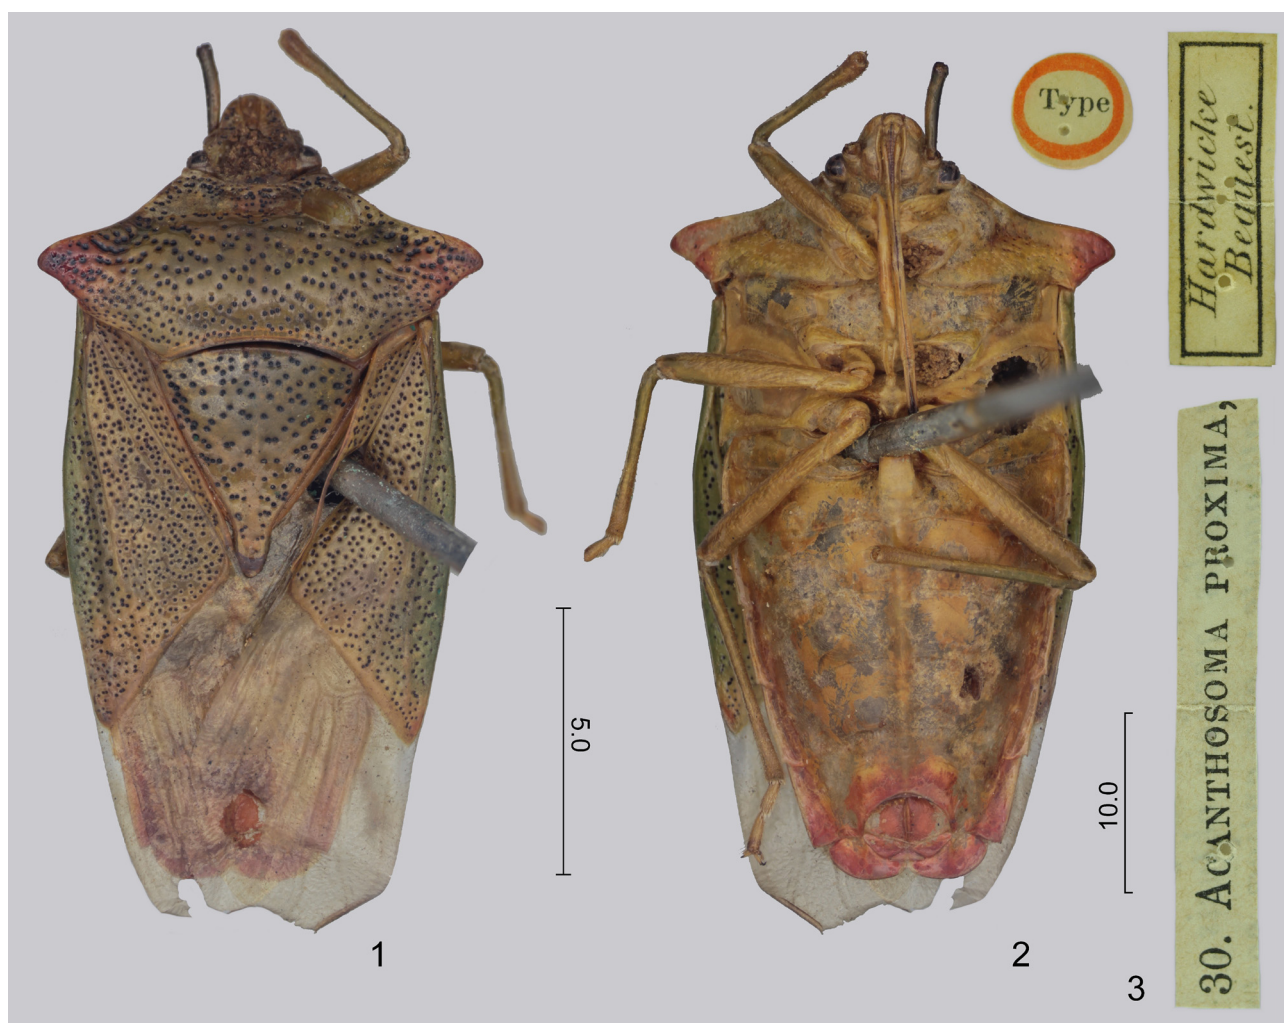 Type
Hardwicke
Bequest.
30. ACANTHOSOMA PROXIMA,
5.0
10.0
1
2
3